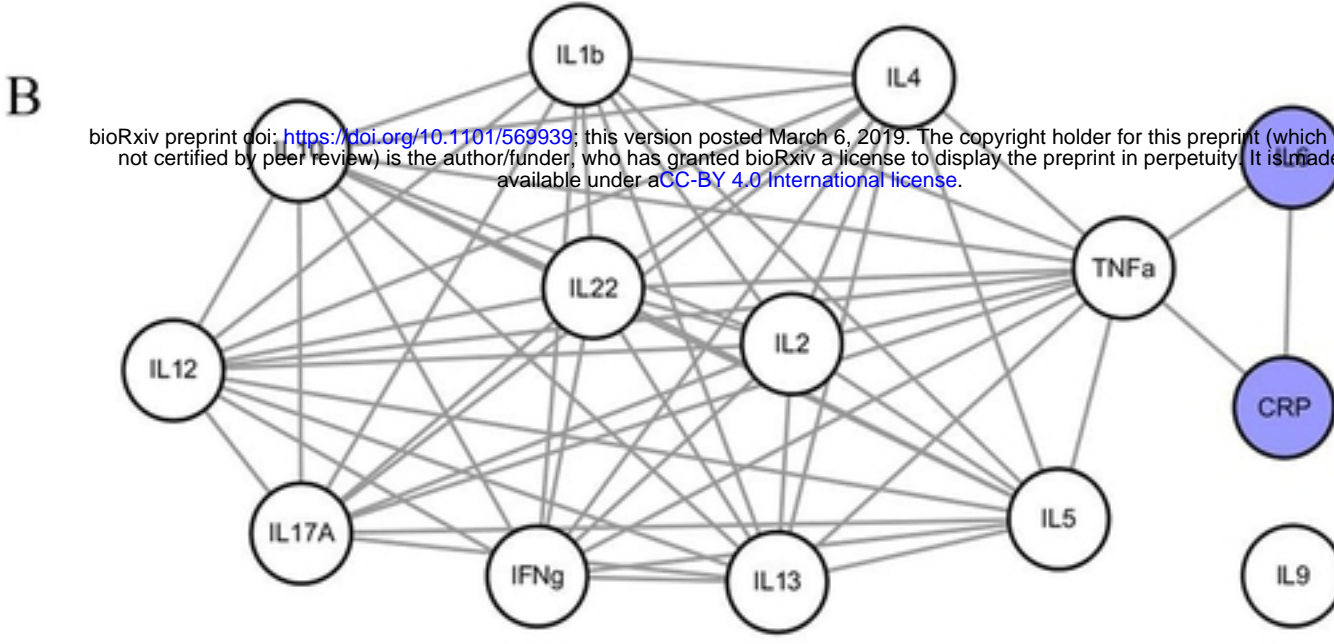 B
IL1b
IL4
bioRxiv preprint doi: https://doi.org/10.1101/569939; this version posted March 6, 2019. The copyright holder for this preprint (which
not certified by peer review) is the author/funder, who has granted bioRxiv a license to display the preprint in perpetuity. It is made
available under aCC-BY 4.0 International license.
IL10
IL6
TNFa
IL22
IL2
IL12
CRP
IL17A
IFNg
IL13
IL5
IL9